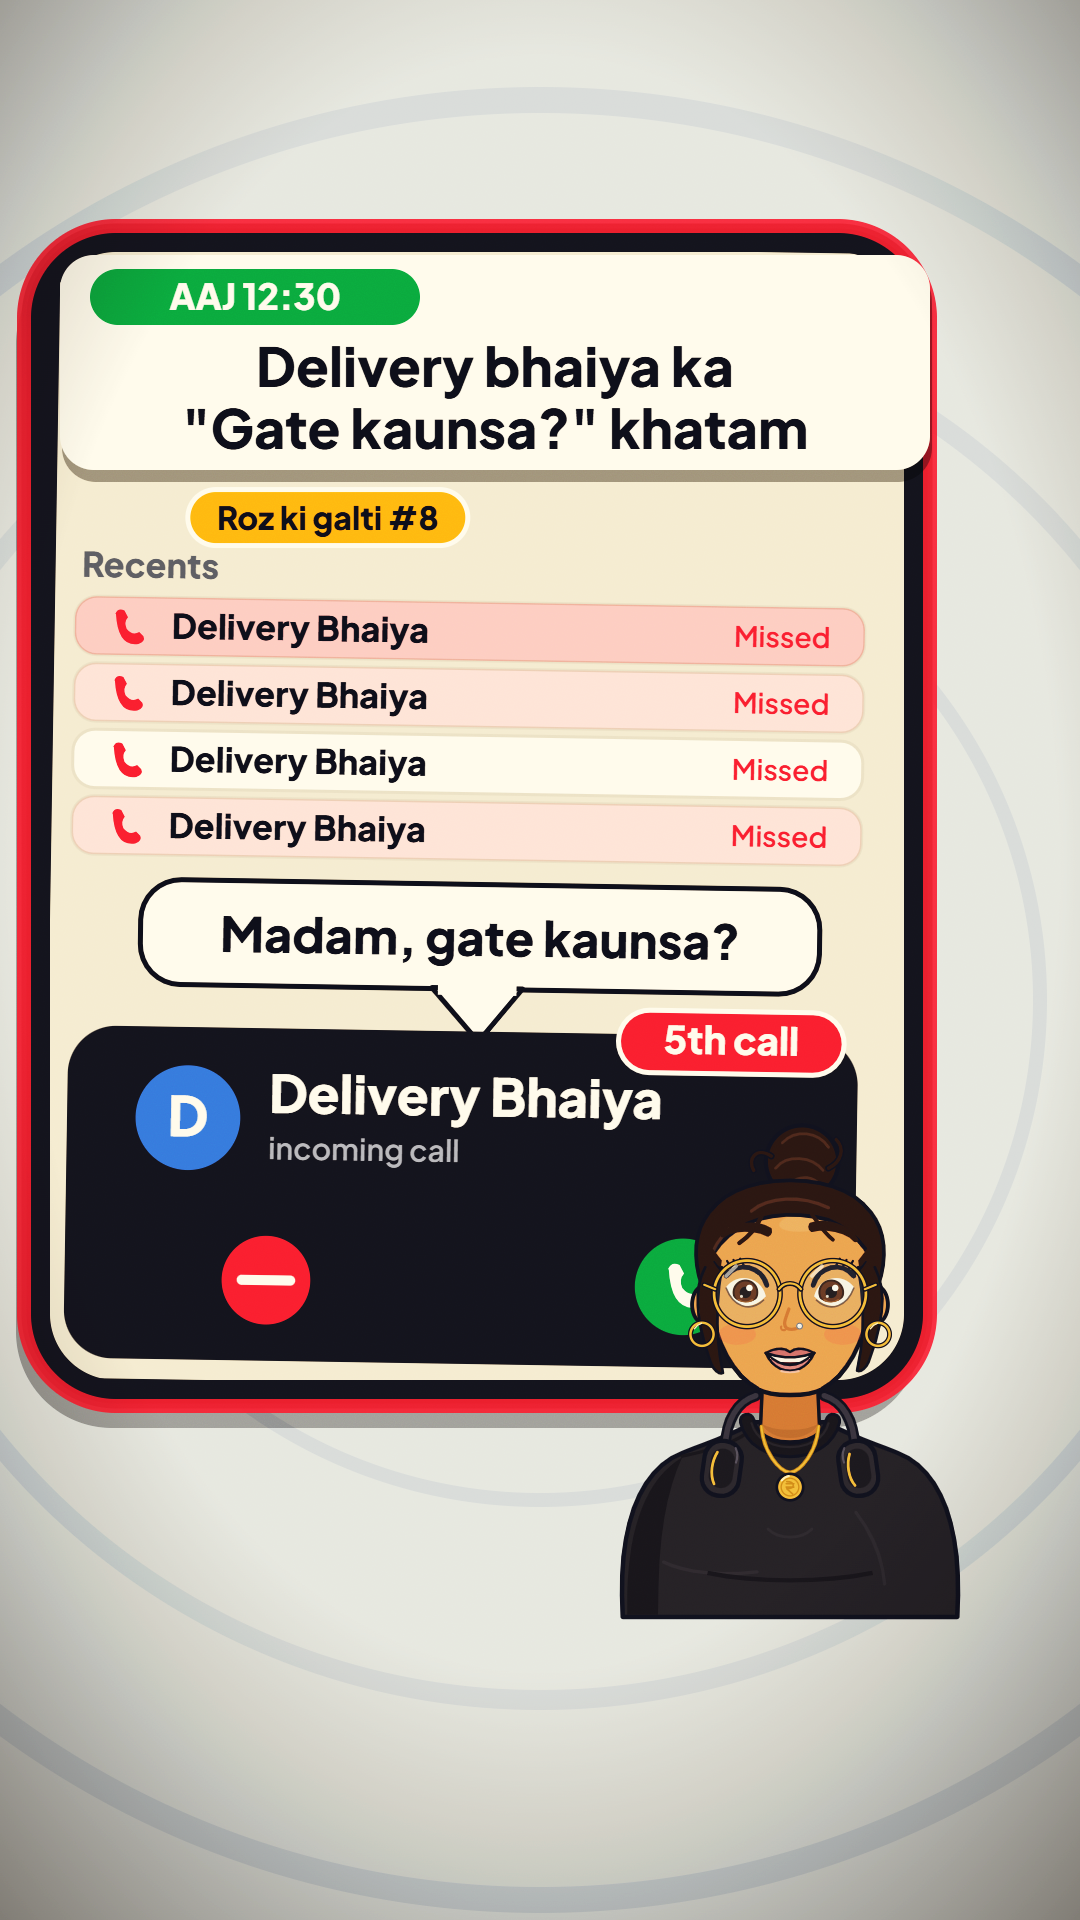 AAJ 12:30
Delivery bhaiya ka
"Gate kaunsa?" khatam
Roz ki galti #8
Recents
Delivery Bhaiya Missed
Delivery Bhaiya Missed
Delivery Bhaiya Missed
Delivery Bhaiya Missed
Madam, gate kaunsa?
5th call
D
Delivery Bhaiya
incoming call
₹